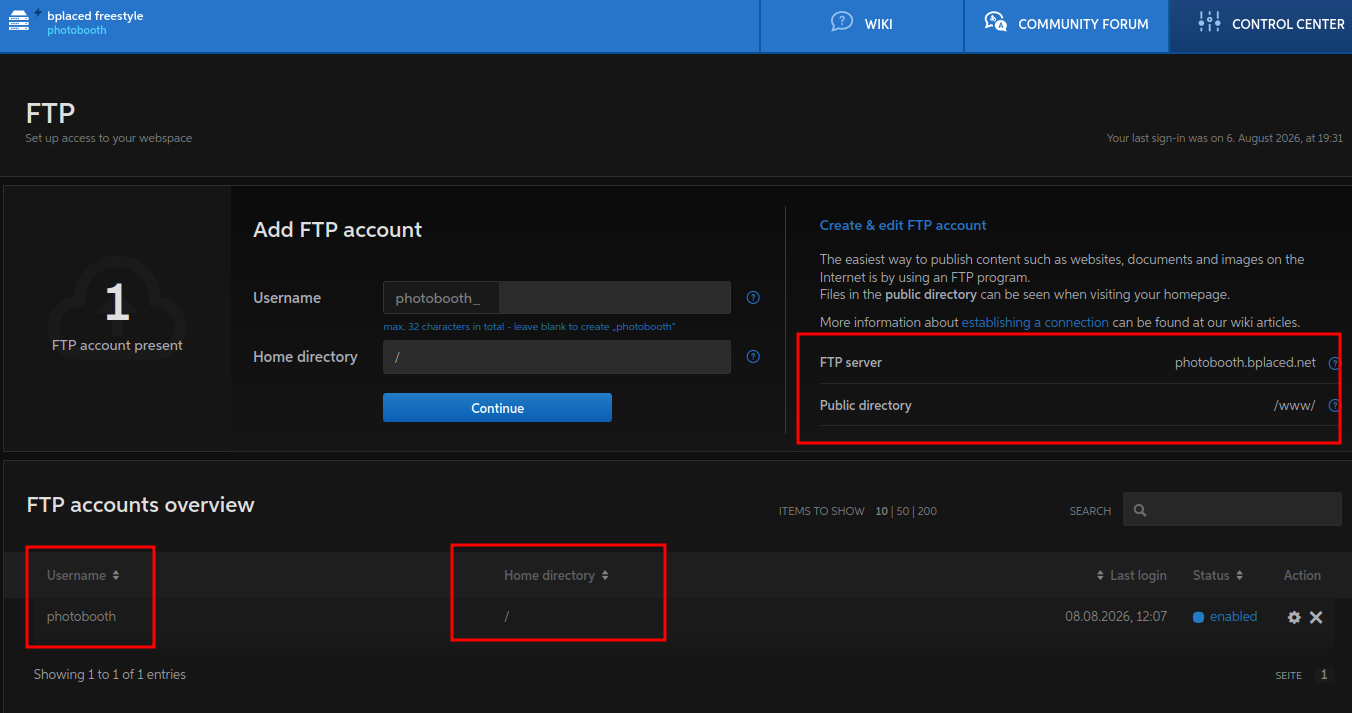 bplaced freestyle
photobooth
WIKI
COMMUNITY FORUM
CONTROL CENTER
FTP
Set up access to your webspace
Your last sign-in was on 6. August 2026, at 19:31
1
FTP account present
Add FTP account
Username
photobooth_
max. 32 characters in total - leave blank to create „photobooth“
Home directory
/
Continue
Create & edit FTP account
The easiest way to publish content such as websites, documents and images on the
Internet is by using an FTP program.
Files in the public directory can be seen when visiting your homepage.
More information about establishing a connection can be found at our wiki articles.
FTP server photobooth.bplaced.net
Public directory /www/
FTP accounts overview
ITEMS TO SHOW 10 | 50 | 200
SEARCH
Username Home directory Last login Status Action
photobooth / 08.08.2026, 12:07 enabled
Showing 1 to 1 of 1 entries
SEITE 1